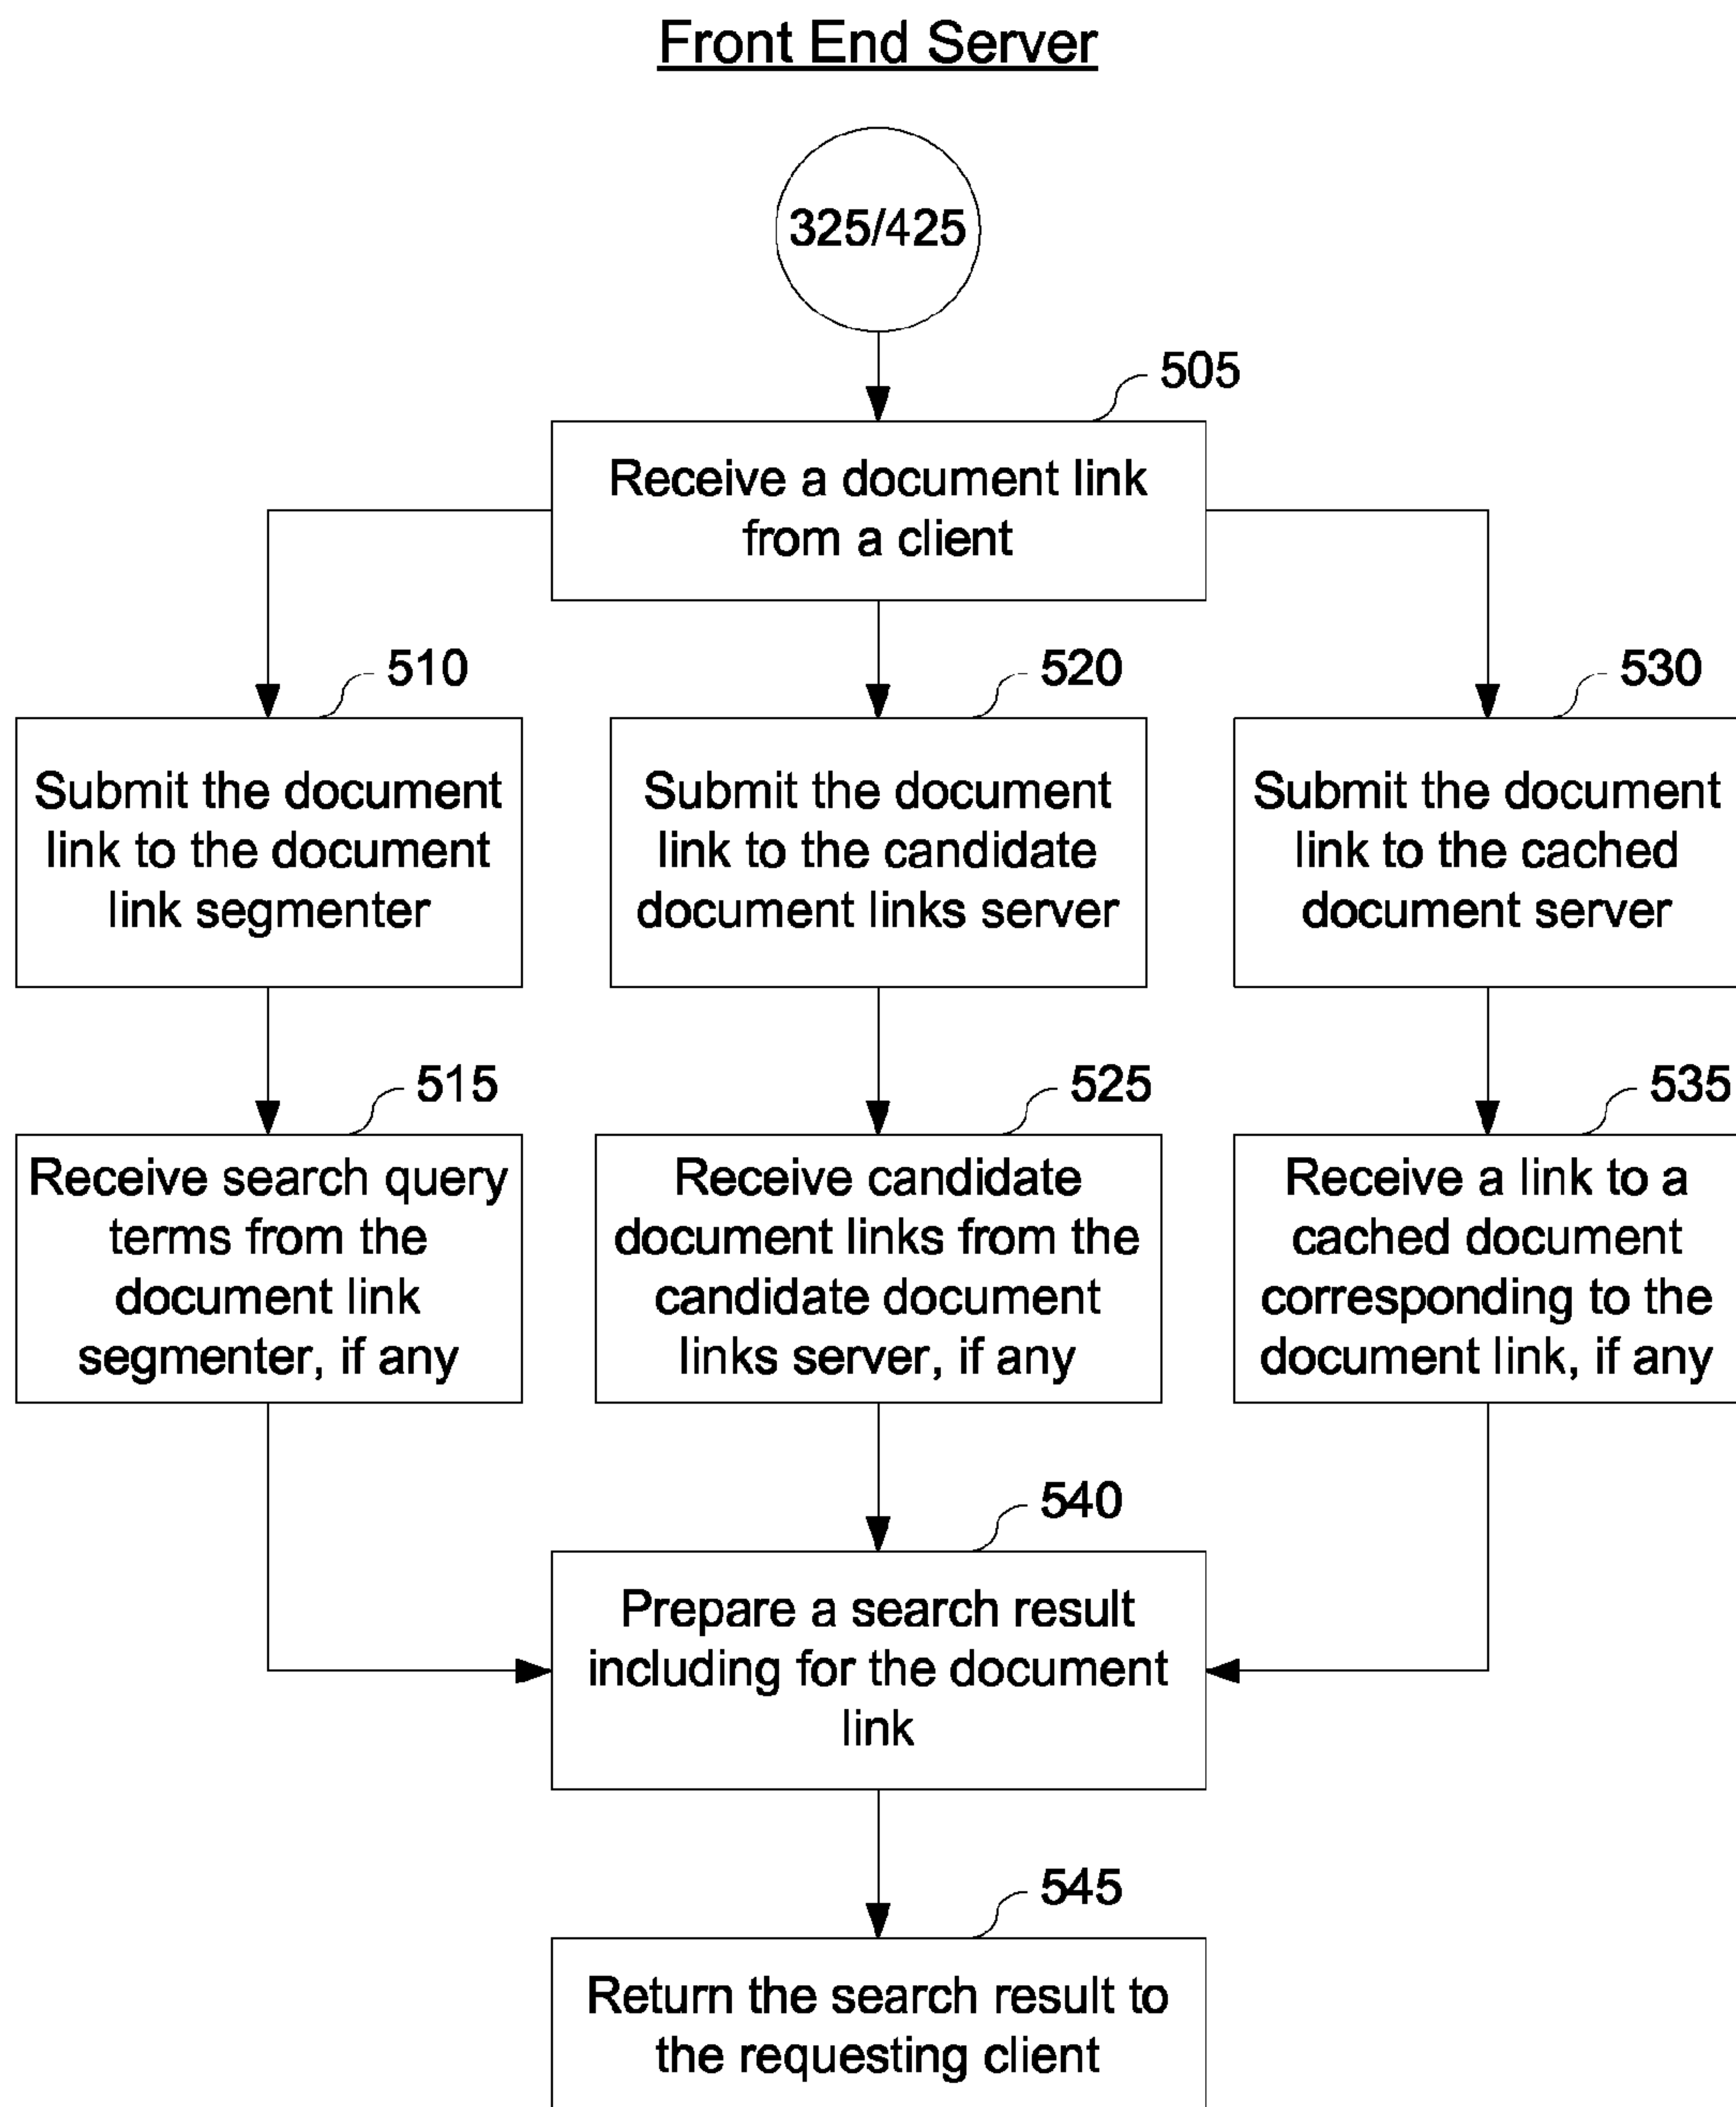 Front End Server
325/425
505
Receive a document link
from a client
510
Submit the document
link to the document
link segmenter
520
Submit the document
link to the candidate
document links server
530
Submit the document
link to the cached
document server
515
Receive search query
terms from the
document link
segmenter, if any
525
Receive candidate
document links from the
candidate document
links server, if any
535
Receive a link to a
cached document
corresponding to the
document link, if any
540
Prepare a search result
including for the document
link
545
Return the search result to
the requesting client